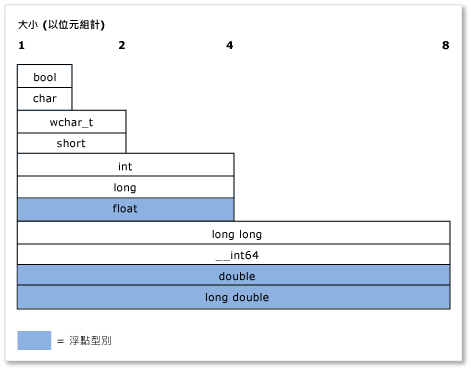 大小 (以位元組計)
1 2 4 8
bool
char
wchar_t
short
int
long
float
long long
__int64
double
long double
= 浮點型別